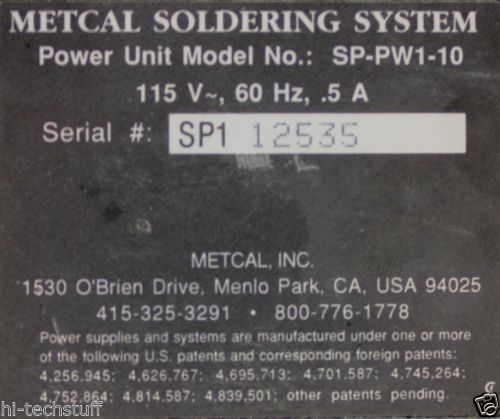 METCAL SOLDERING SYSTEM
Power Unit Model No.: SP-PW1-10
115 V~, 60 Hz, .5 A
Serial #: SP1 12535
METCAL, INC.
1530 O'Brien Drive, Menlo Park, CA, USA 94025
415-325-3291 • 800-776-1778
Power supplies and systems are manufactured under one or more
of the following U.S. patents and corresponding foreign patents:
4,256,945; 4,626,767; 4,695,713; 4,701,587; 4,745,264;
4,752,864; 4,814,587; 4,839,501; other patents pending.
hi-techstuff